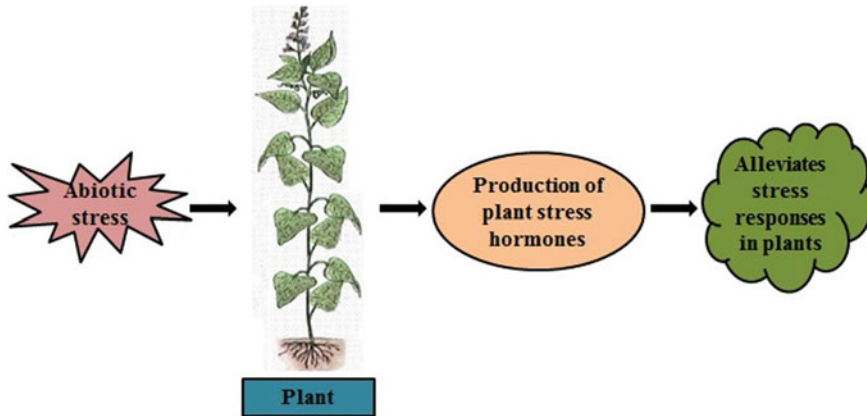 Abiotic
stress
Plant
Production of
plant stress
hormones
Alleviates
stress
responses
in plants